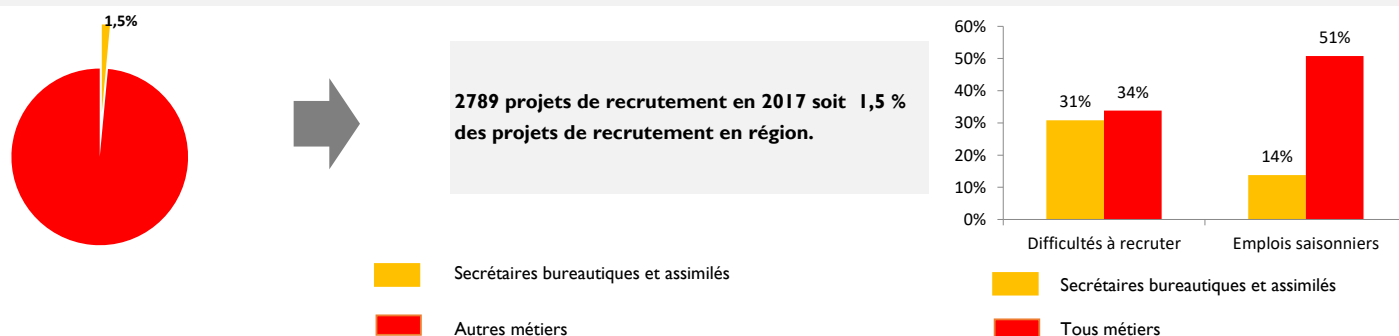 1,5%
2789 projets de recrutement en 2017 soit 1,5 %
des projets de recrutement en région.
Secrétaires bureautiques et assimilés
Autres métiers
60%
50%
40%
30%
20%
10%
0%
31%
34%
14%
51%
Difficultés à recruter
Emplois saisonniers
Secrétaires bureautiques et assimilés
Tous métiers